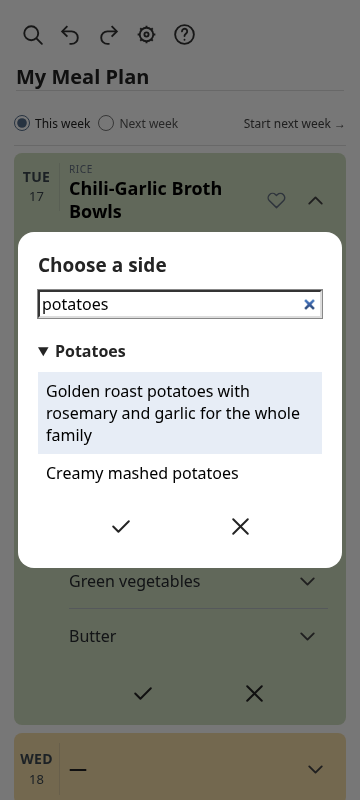 My Meal Plan
This week
Next week
Start next week →
TUE
17
RICE
Chili-Garlic Broth
Bowls
Choose a side
potatoes
Potatoes
Golden roast potatoes with
rosemary and garlic for the whole
family
Creamy mashed potatoes
Green vegetables
Butter
WED
18
—